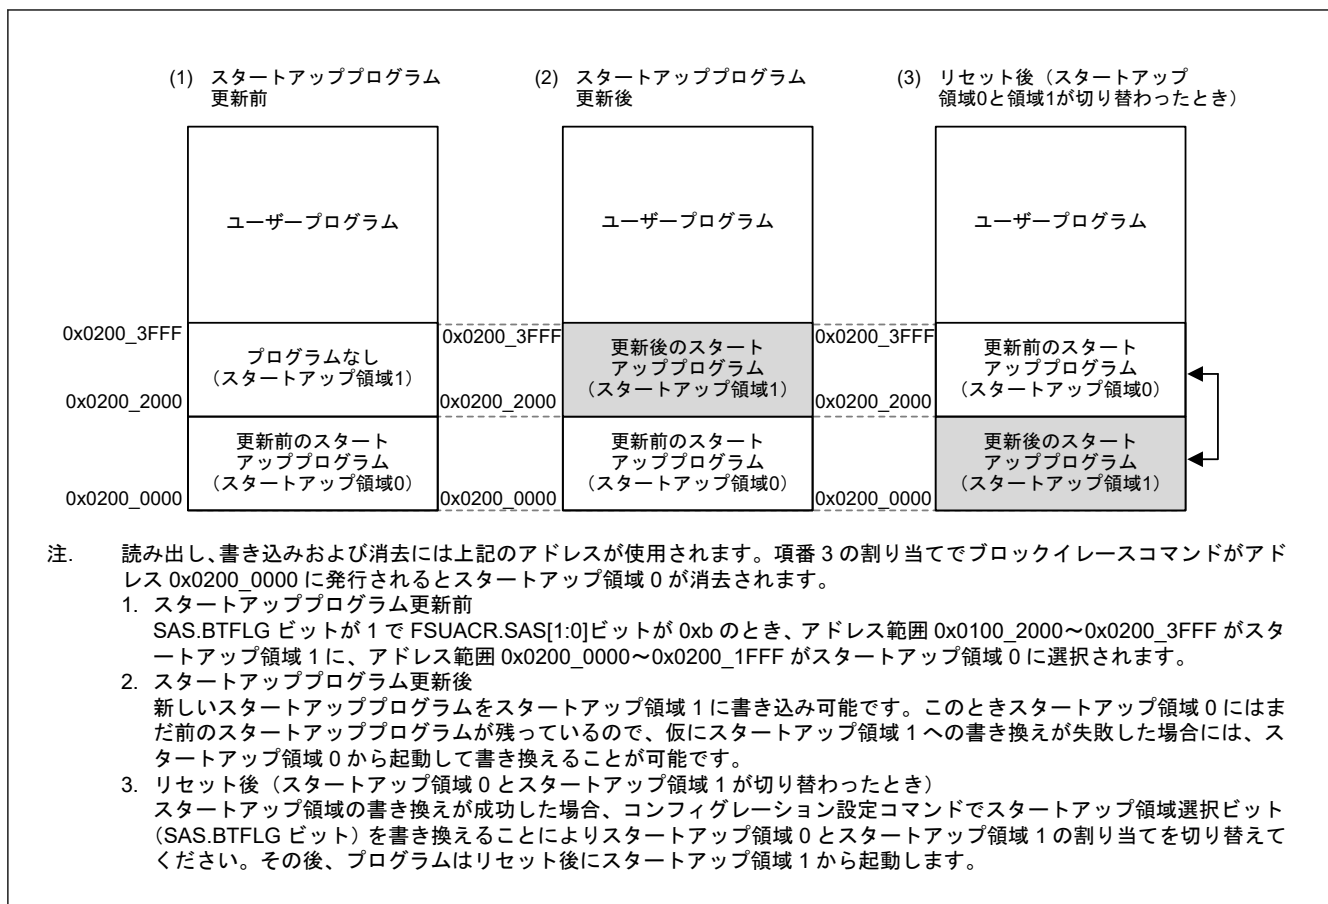 (1) スタートアッププログラム
更新前
(2) スタートアッププログラム
更新後
(3) リセット後（スタートアップ
領域0と領域1が切り替わったとき）
ユーザープログラム
ユーザープログラム
ユーザープログラム
0x0200_3FFF
プログラムなし
（スタートアップ領域1）
0x0200_2000
更新前のスタート
アッププログラム
（スタートアップ領域0）
0x0200_0000
0x0200_3FFF
更新後のスタート
アッププログラム
（スタートアップ領域1）
0x0200_2000
更新前のスタート
アッププログラム
（スタートアップ領域0）
0x0200_0000
0x0200_3FFF
更新前のスタート
アッププログラム
（スタートアップ領域0）
0x0200_2000
更新後のスタート
アッププログラム
（スタートアップ領域1）
0x0200_0000
注. 読み出し、書き込みおよび消去には上記のアドレスが使用されます。項番 3 の割り当てでブロックイレースコマンドがアド
レス 0x0200_0000 に発行されるとスタートアップ領域 0 が消去されます。
1. スタートアッププログラム更新前
SAS.BTFLG ビットが 1 で FSUACR.SAS[1:0]ビットが 0xb のとき、アドレス範囲 0x0100_2000～0x0200_3FFF がスタ
ートアップ領域 1 に、アドレス範囲 0x0200_0000～0x0200_1FFF がスタートアップ領域 0 に選択されます。
2. スタートアッププログラム更新後
新しいスタートアッププログラムをスタートアップ領域 1 に書き込み可能です。このときスタートアップ領域 0 にはま
だ前のスタートアッププログラムが残っているので、仮にスタートアップ領域 1 への書き換えが失敗した場合には、ス
タートアップ領域 0 から起動して書き換えることが可能です。
3. リセット後（スタートアップ領域 0 とスタートアップ領域 1 が切り替わったとき）
スタートアップ領域の書き換えが成功した場合、コンフィグレーション設定コマンドでスタートアップ領域選択ビット
（SAS.BTFLG ビット）を書き換えることによりスタートアップ領域 0 とスタートアップ領域 1 の割り当てを切り替えて
ください。その後、プログラムはリセット後にスタートアップ領域 1 から起動します。